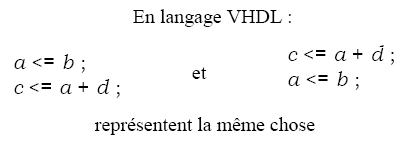 En langage VHDL :
a <= b ;
c <= a + d ;
et
c <= a + d ;
a <= b ;
représentent la même chose